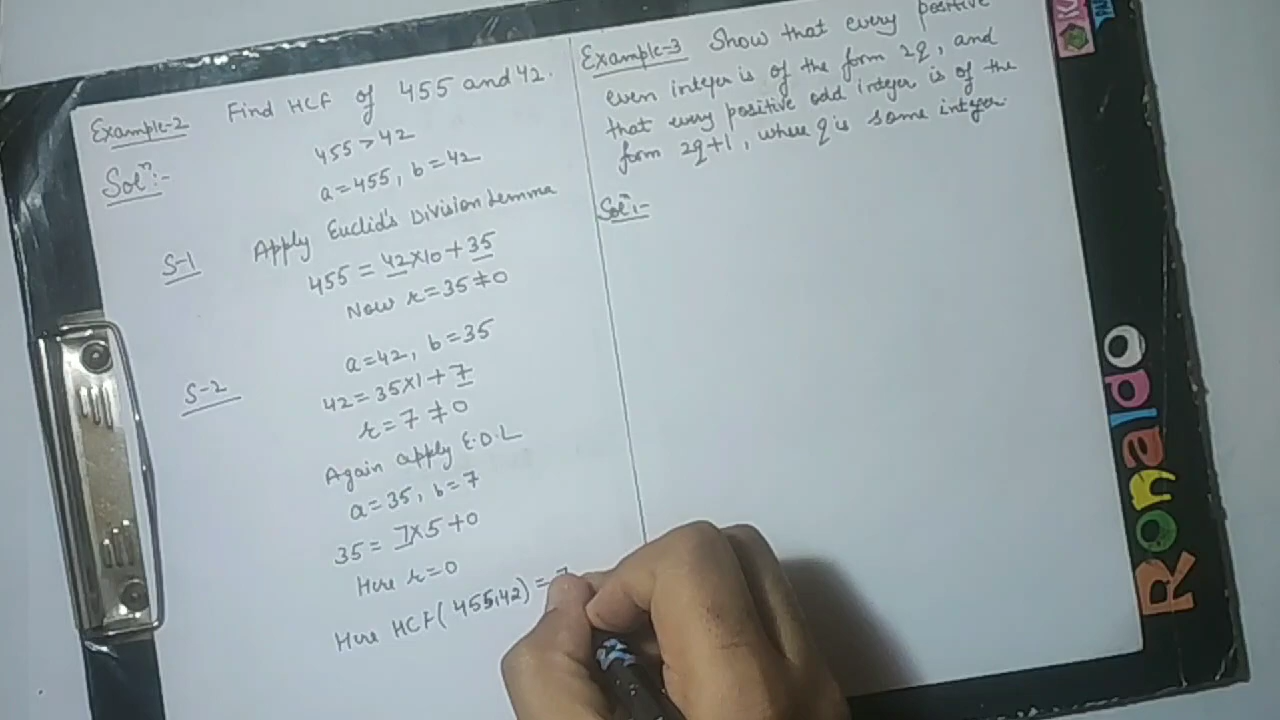 Example-2 Find HCF of 455 and 42.
Solⁿ:- 455 > 42
a=455, b=42
S-1 Apply Euclid's Division Lemma
455 = 42×10 + 35
Now r=35≠0
a=42, b=35
S-2 42=35×1 + 7
r=7 ≠0
Again apply E.D.L
a=35, b=7
35 = 7×5 +0
Here r=0
Here HCF(455,42) = 7
Example-3 Show that every positive
even integer is of the form 2q, and
that every positive odd integer is of the
form 2q+1, where q is some integer.
Solⁿ:-
Ronaldo